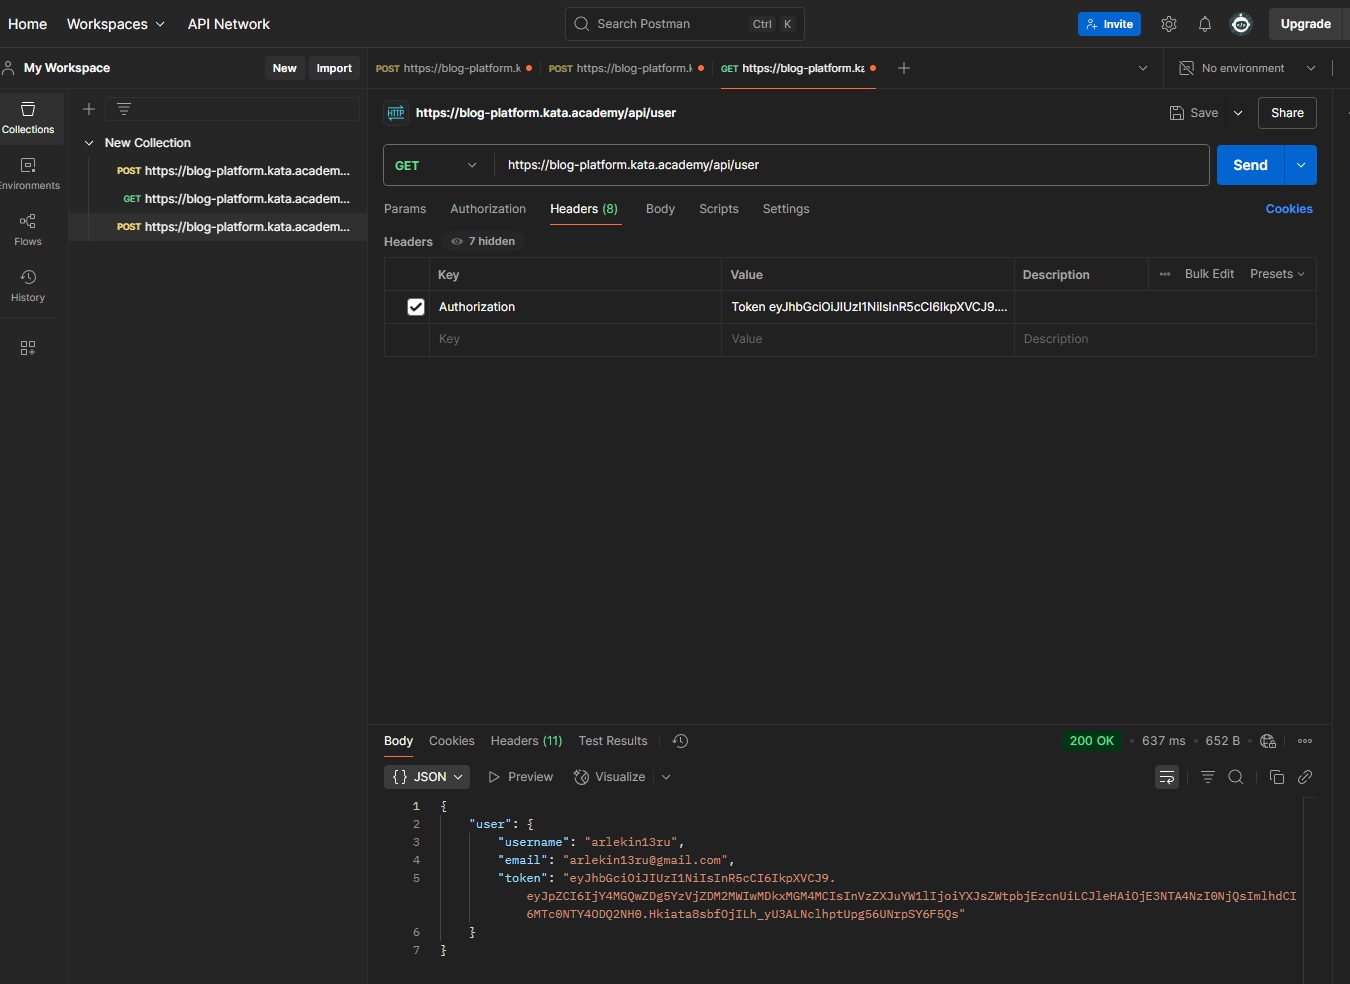 Home Workspaces API Network Search Postman Ctrl K Invite Upgrade
My Workspace New Import POST https://blog-platform.k POST https://blog-platform.k GET https://blog-platform.ka No environment
Collections
Environments
Flows
History
New Collection
POST https://blog-platform.kata.academ...
GET https://blog-platform.kata.academ...
POST https://blog-platform.kata.academ...
HTTP https://blog-platform.kata.academy/api/user Save Share
GET https://blog-platform.kata.academy/api/user Send
Params Authorization Headers (8) Body Scripts Settings Cookies
Headers 7 hidden
Key Value Description Bulk Edit Presets
Authorization Token eyJhbGciOiJIUzI1NiIsInR5cCI6IkpXVCJ9....
Key Value Description
Body Cookies Headers (11) Test Results 200 OK 637 ms 652 B
{} JSON Preview Visualize
1 {
2 "user": {
3 "username": "arlekin13ru",
4 "email": "arlekin13ru@gmail.com",
5 "token": "eyJhbGciOiJIUzI1NiIsInR5cCI6IkpXVCJ9.
eyJpZCI6IjY4MGQwZDg5YzVjZDM2MWIwMDkxMGM4MCIsInVzZXJuYW1lIjoiYXJsZWtpbjEzcnUiLCJleHAiOjE3NTA4NzI0NjQsImlhdCI
6MTc0NTY4ODQ2NH0.Hkiata8sbfOjILh_yU3ALNclhptUpg56UNrpSY6F5Qs"
6 }
7 }